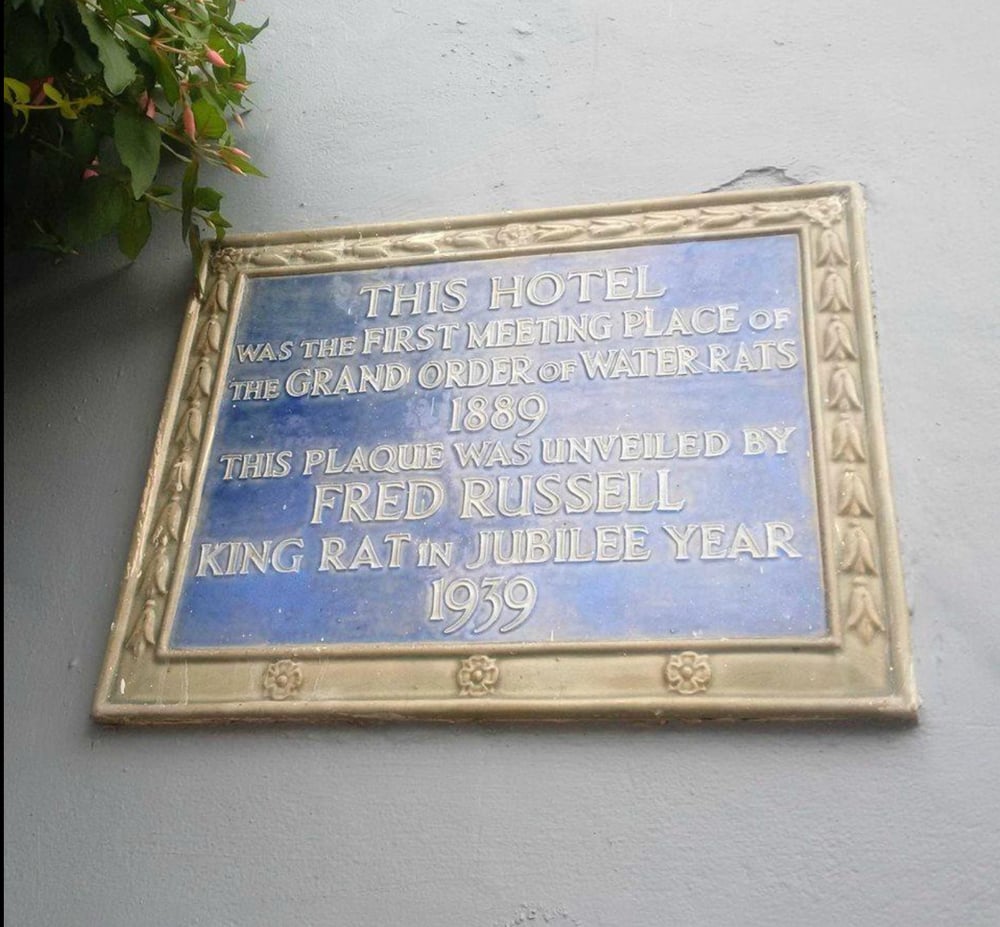 THIS HOTEL
WAS THE FIRST MEETING PLACE OF
THE GRAND ORDER OF WATER RATS
1889
THIS PLAQUE WAS UNVEILED BY
FRED RUSSELL
KING RAT IN JUBILEE YEAR
1939